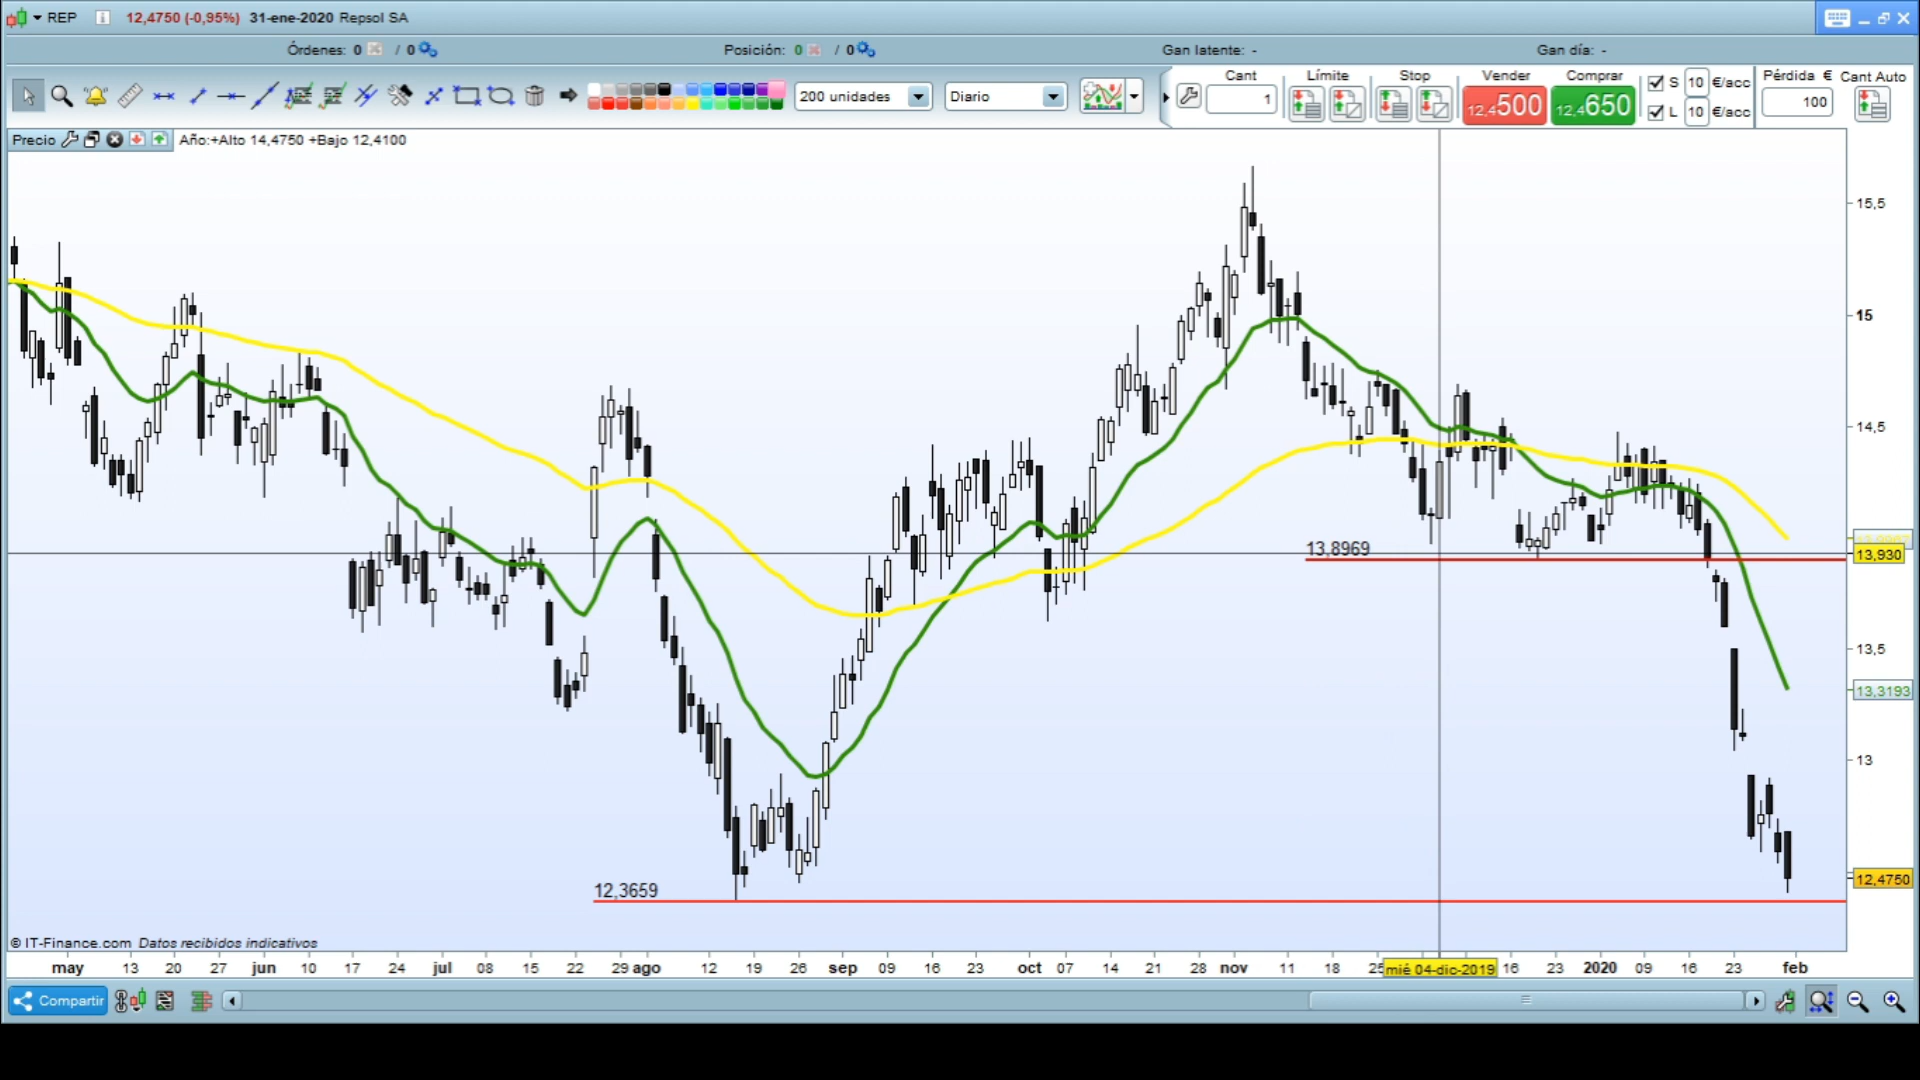 REP 12,4750 (-0,95%) 31-ene-2020 Repsol SA
Órdenes: 0 / 0 Posición: 0 / 0 Gan latente: - Gan día: -
200 unidades Diario
Cant Límite Stop Vender Comprar
1 12,4500 12,4650
S 10 €/acc
L 10 €/acc
Pérdida € Cant Auto
100
Precio Año:+Alto 14,4750 +Bajo 12,4100
15,5
15
14,5
13,8969
13,930
13,5
13,3193
13
12,3659
12,4750
© IT-Finance.com Datos recibidos indicativos
may 13 20 27 jun 10 17 24 jul 08 15 22 29 ago 12 19 26 sep 09 16 23 oct 07 14 21 28 nov 11 18 25 mié 04-dic-2019 16 23 2020 09 16 23 feb
Compartir